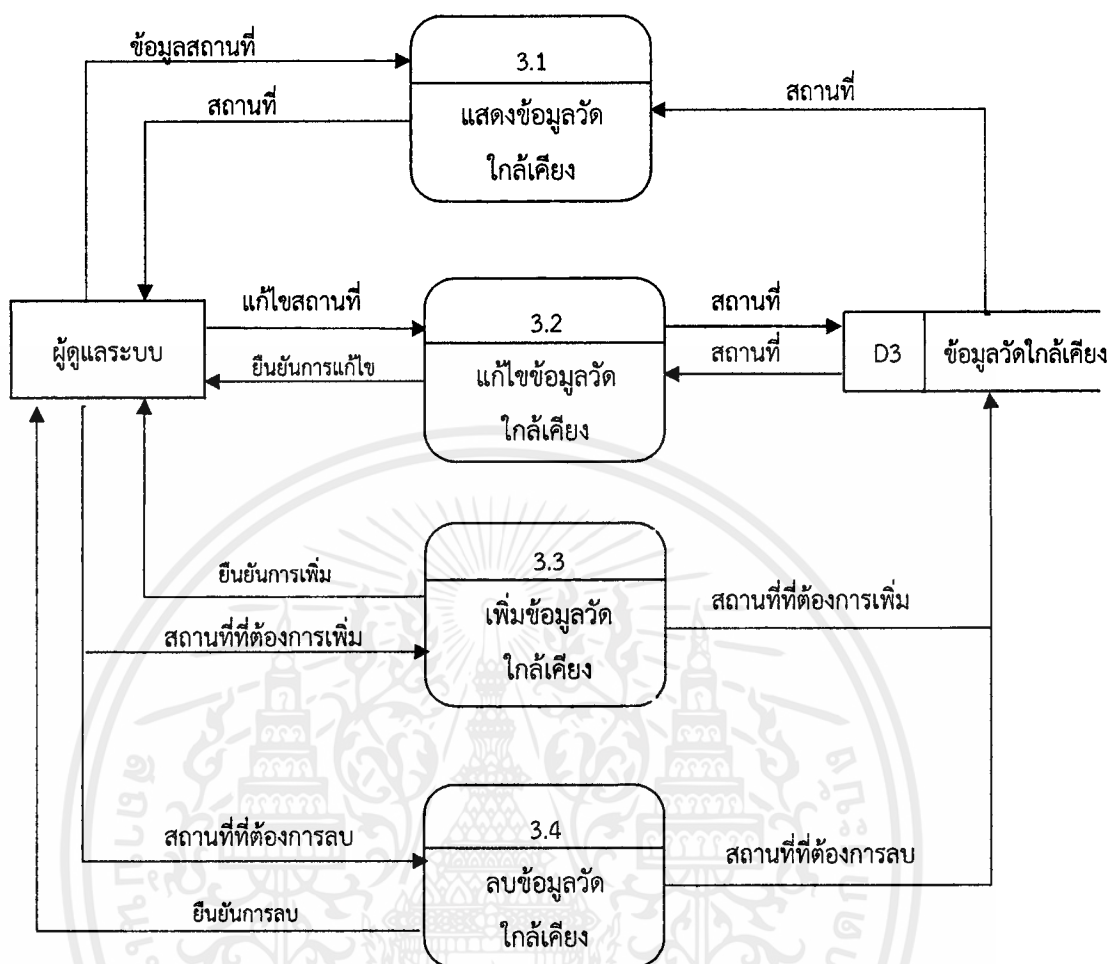 ข้อมูลสถานที่
3.1
สถานที่
สถานที่
แสดงข้อมูลวัด
ใกล้เคียง
แก้ไขสถานที่
3.2
สถานที่
ผู้ดูแลระบบ
ยืนยันการแก้ไข
แก้ไขข้อมูลวัด
ใกล้เคียง
สถานที่
D3
ข้อมูลวัดใกล้เคียง
3.3
ยืนยันการเพิ่ม
เพิ่มข้อมูลวัด
ใกล้เคียง
สถานที่ที่ต้องการเพิ่ม
สถานที่ที่ต้องการเพิ่ม
3.4
สถานที่ที่ต้องการลบ
ลบข้อมูลวัด
ใกล้เคียง
สถานที่ที่ต้องการลบ
ยืนยันการลบ